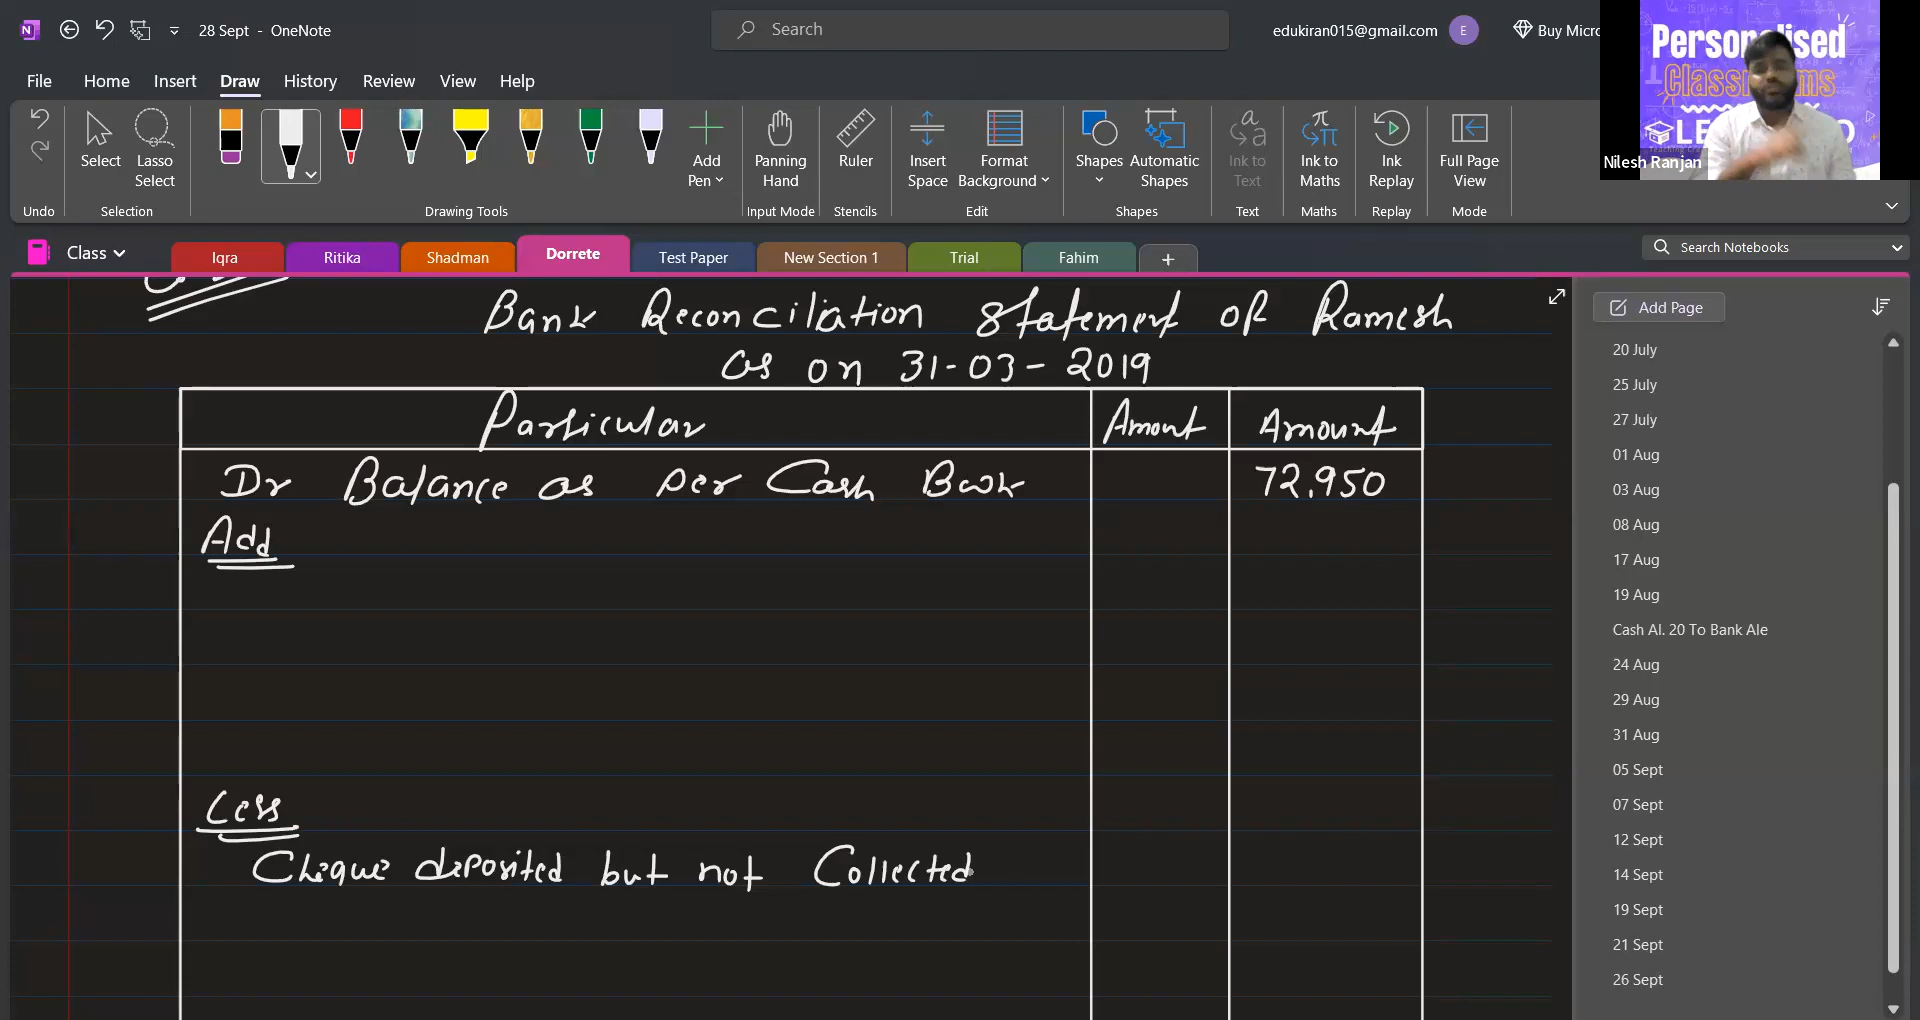 28 Sept - OneNote
Search
edukiran015@gmail.com
E
Buy Micro
Personalised
Classrooms
Nilesh Ranjan
File Home Insert Draw History Review View Help
Select
Lasso Select
Add Pen
Panning Hand
Ruler
Insert Space
Format Background
Shapes
Automatic Shapes
Ink to Text
Ink to Maths
Ink Replay
Full Page View
Undo Selection Drawing Tools Input Mode Stencils Edit Shapes Text Maths Replay Mode
Class
Iqra Ritika Shadman Dorrete Test Paper New Section 1 Trial Fahim +
Search Notebooks
Bank Reconciliation Statement of Ramesh
as on 31-03-2019
Particular Amount Amount
Dr Balance as per Cash Book 72,950
Add
Less
Cheque deposited but not Collected
Add Page
20 July
25 July
27 July
01 Aug
03 Aug
08 Aug
17 Aug
19 Aug
Cash Al. 20 To Bank Ale
24 Aug
29 Aug
31 Aug
05 Sept
07 Sept
12 Sept
14 Sept
19 Sept
21 Sept
26 Sept